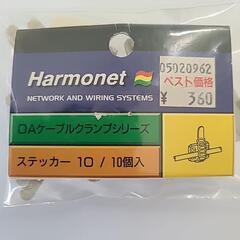 Harmonet
NETWORK AND WIRING SYSTEMS
05020962
ベスト価格
¥ 360
OAケーブルクランプシリーズ
ステッカー 10 / 10個入